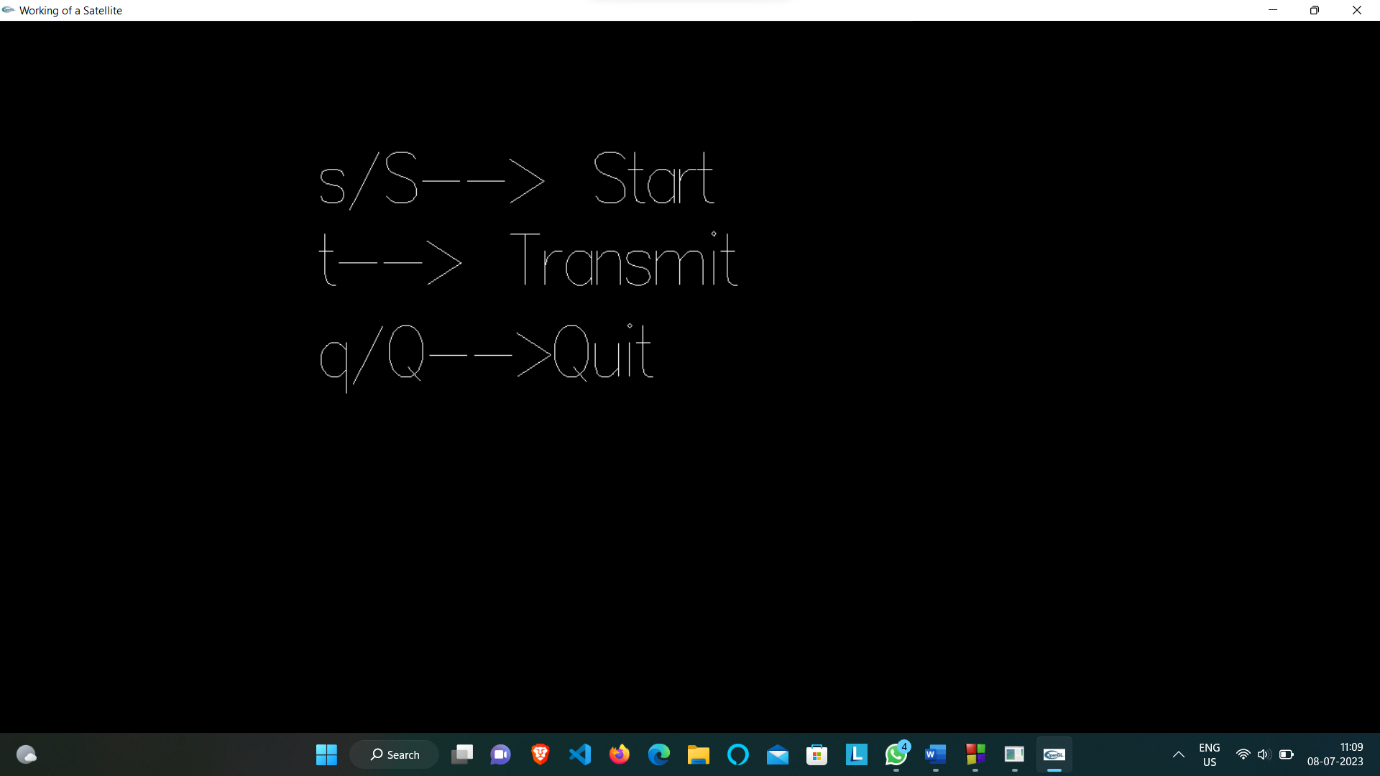 Working of a Satellite
s/S--> Start
t--> Transmit
q/Q-->Quit
Search
4
ENG
US
11:09
08-07-2023